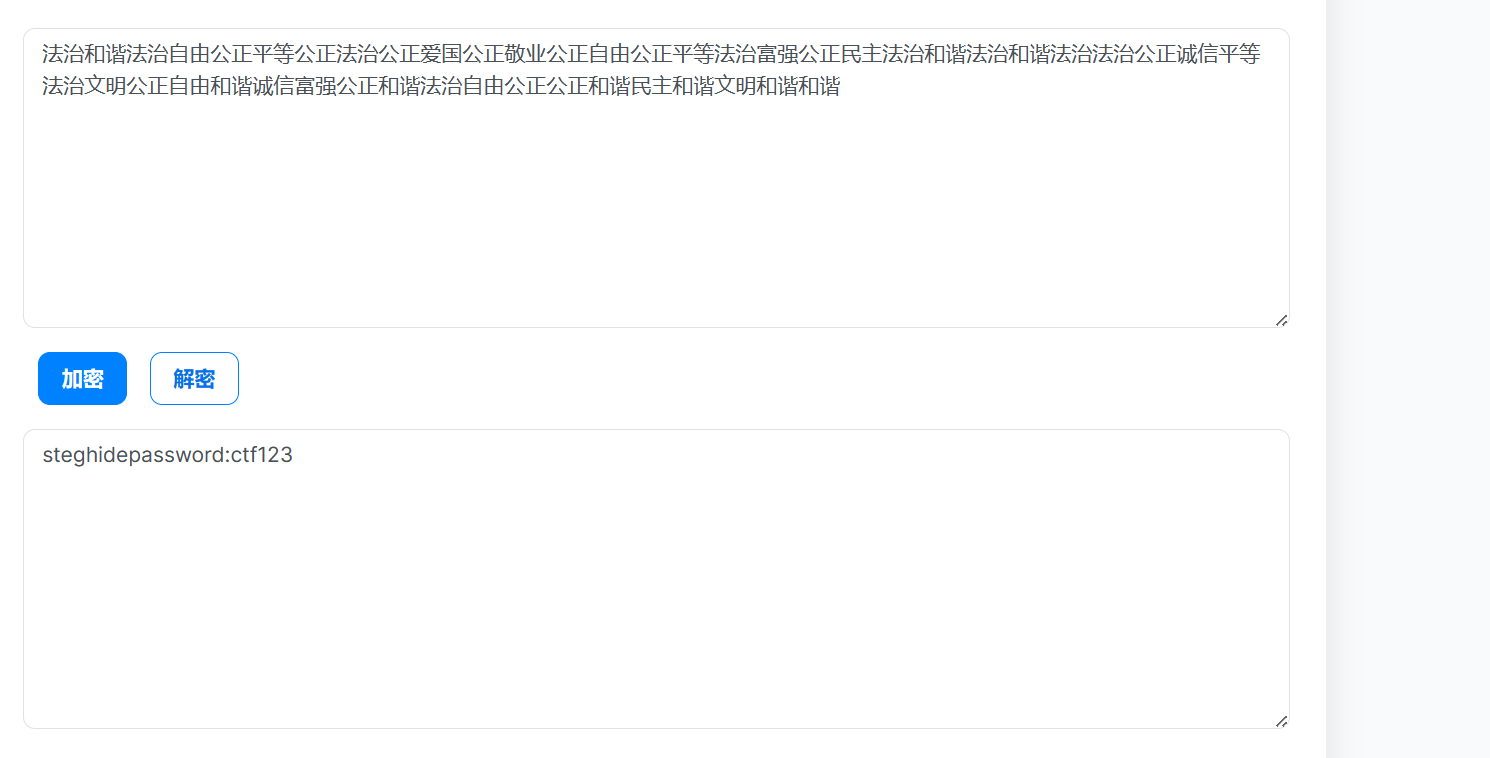 法治和谐法治自由公正平等公正法治公正爱国公正敬业公正自由公正平等法治富强公正民主法治和谐法治和谐法治法治公正诚信平等
法治文明公正自由和谐诚信富强公正和谐法治自由公正公正和谐民主和谐文明和谐和谐
加密 解密
steghidepassword:ctf123